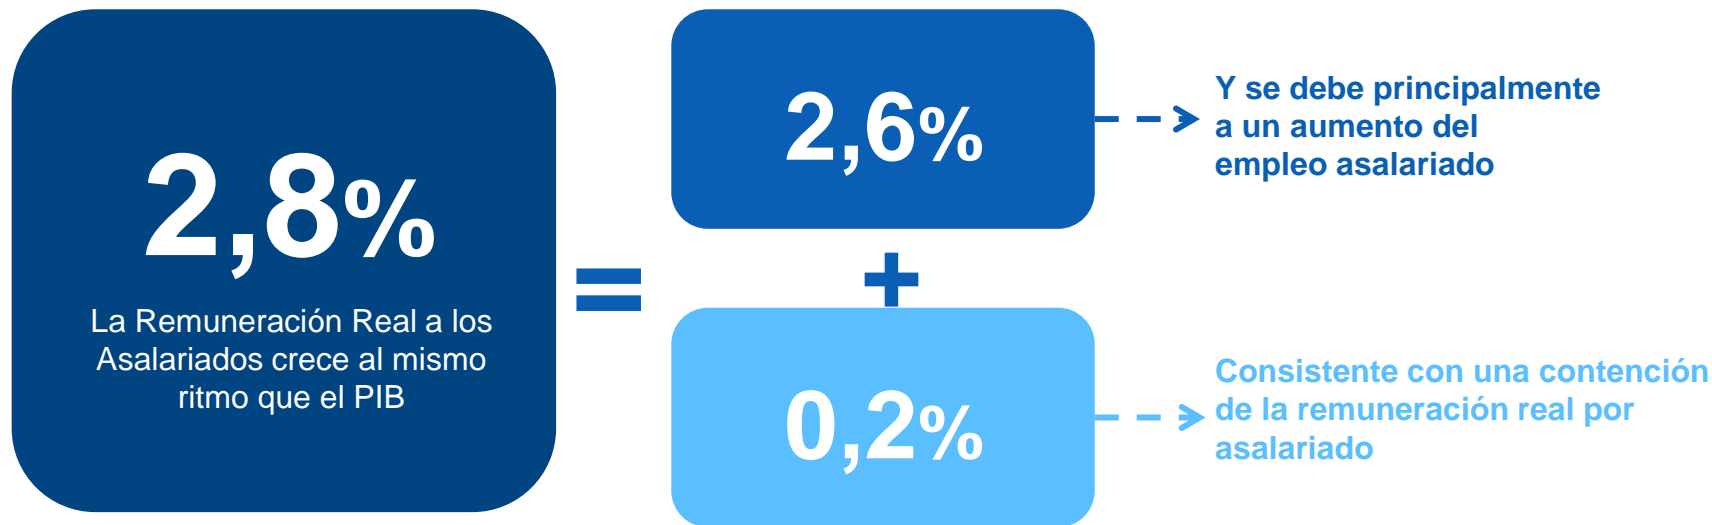 2,8%
La Remuneración Real a los
Asalariados crece al mismo
ritmo que el PIB
=
2,6%
Y se debe principalmente
a un aumento del
empleo asalariado
+
0,2%
Consistente con una contención
de la remuneración real por
asalariado